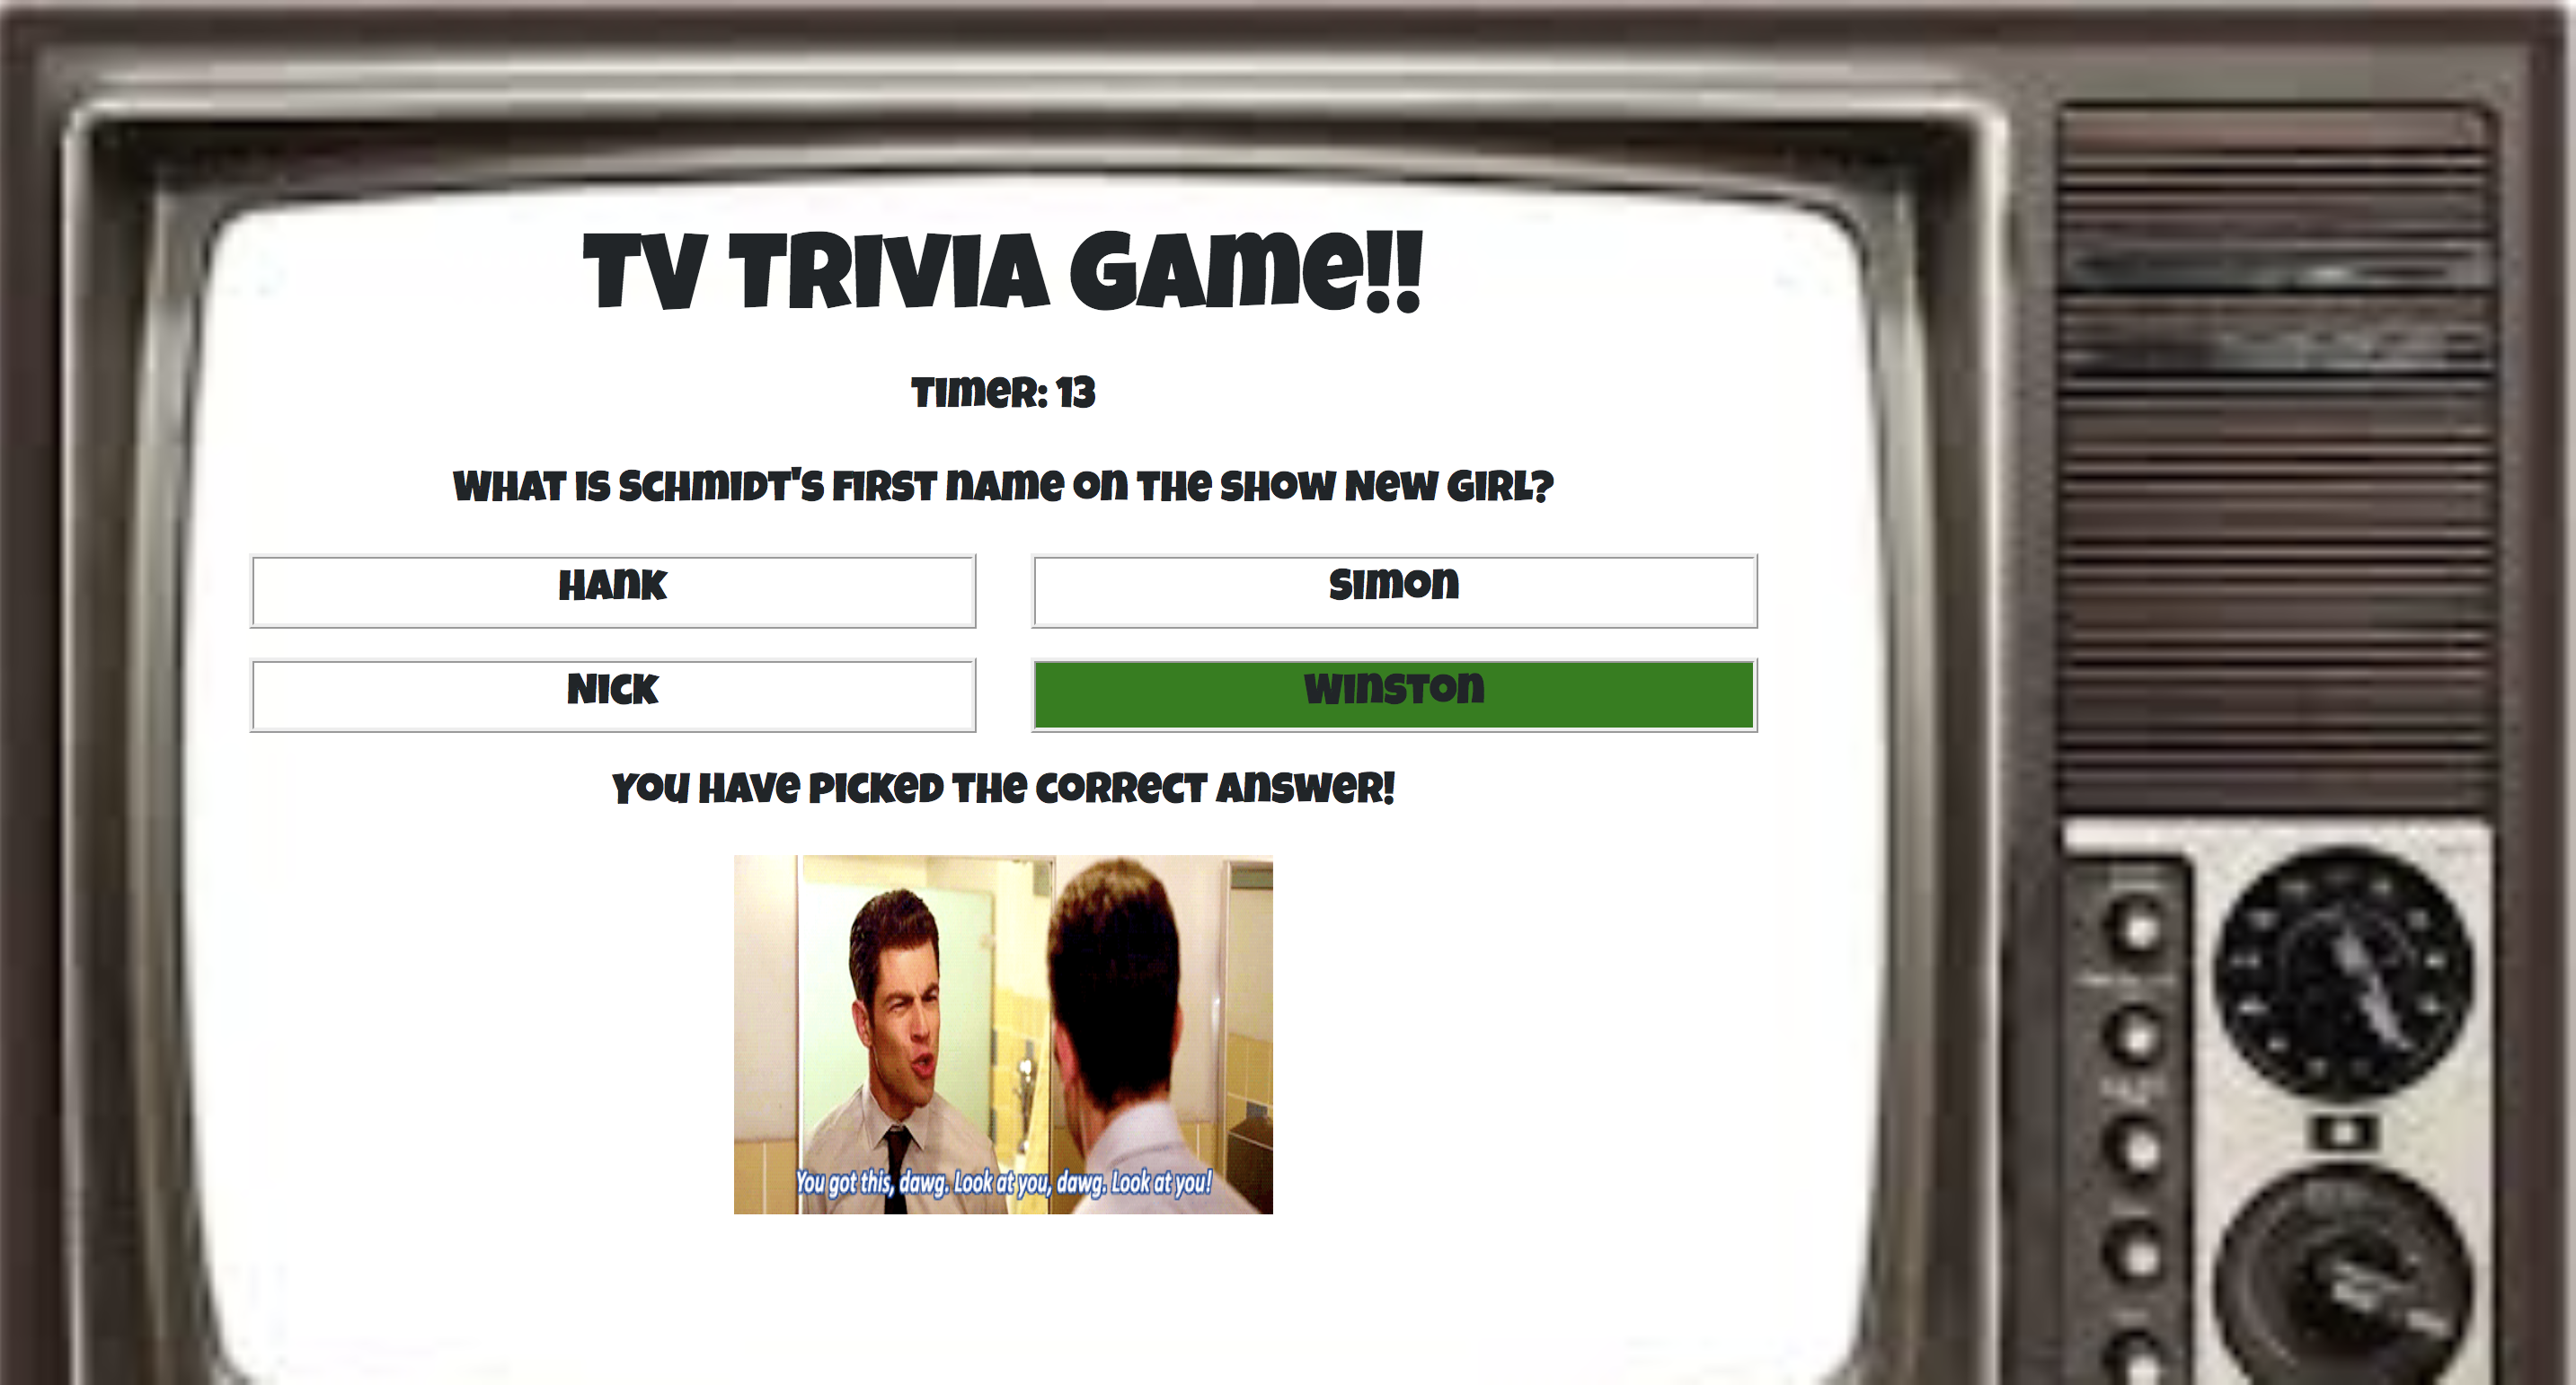 TV TRIVIA GAme!!
TimeR: 13
WHAT IS SCHmIDT'S FIRST nAme on THe SHOW New GIRL?
HAnK
SImon
NICK
WInSTon
You HAVe PICKeD THe CORReCT AnSWeR!
You got this, dawg. Look at you, dawg. Look at you!